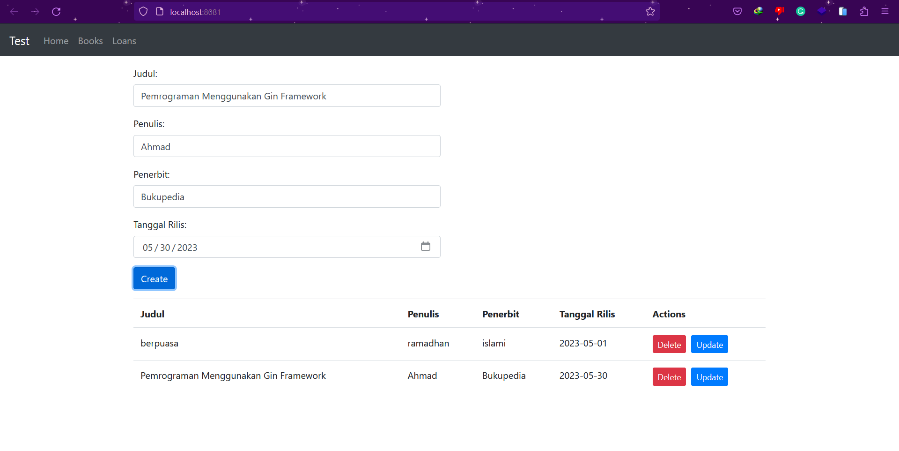 localhost:8081
Test Home Books Loans
Judul:
Pemrograman Menggunakan Gin Framework
Penulis:
Ahmad
Penerbit:
Bukupedia
Tanggal Rilis:
05 / 30 / 2023
Create
Judul Penulis Penerbit Tanggal Rilis Actions
berpuasa ramadhan islami 2023-05-01 Delete Update
Pemrograman Menggunakan Gin Framework Ahmad Bukupedia 2023-05-30 Delete Update